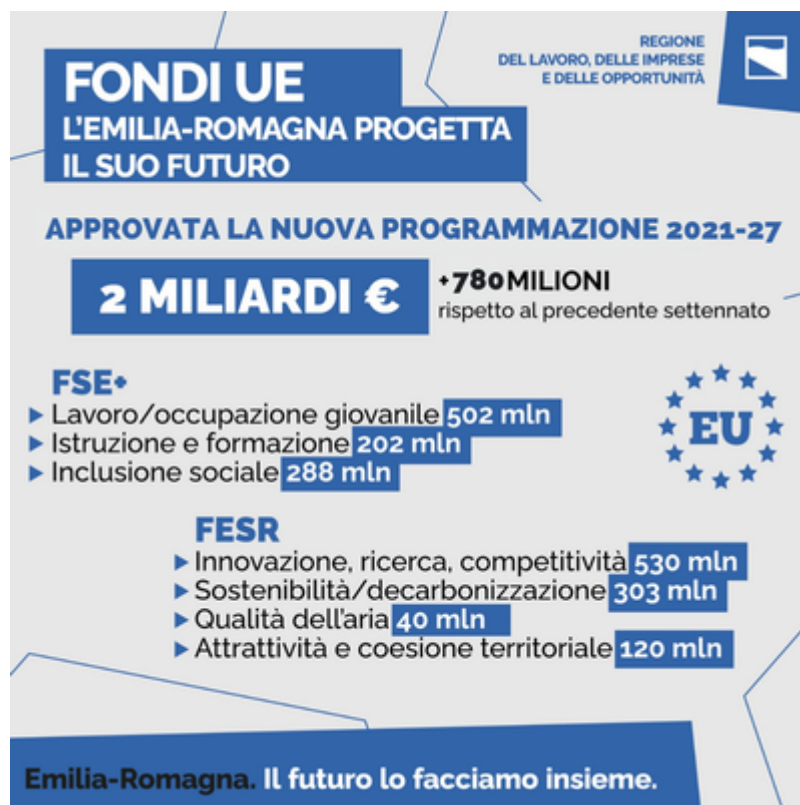 REGIONE
DEL LAVORO, DELLE IMPRESE
E DELLE OPPORTUNITÀ
FONDI UE
L'EMILIA-ROMAGNA PROGETTA
IL SUO FUTURO
APPROVATA LA NUOVA PROGRAMMAZIONE 2021-27
2 MILIARDI €
+780 MILIONI
rispetto al precedente settennato
FSE+
Lavoro/occupazione giovanile 502 mln
Istruzione e formazione 202 mln
Inclusione sociale 288 mln
EU
FESR
Innovazione, ricerca, competitività 530 mln
Sostenibilità/decarbonizzazione 303 mln
Qualità dell'aria 40 mln
Attrattività e coesione territoriale 120 mln
Emilia-Romagna. Il futuro lo facciamo insieme.